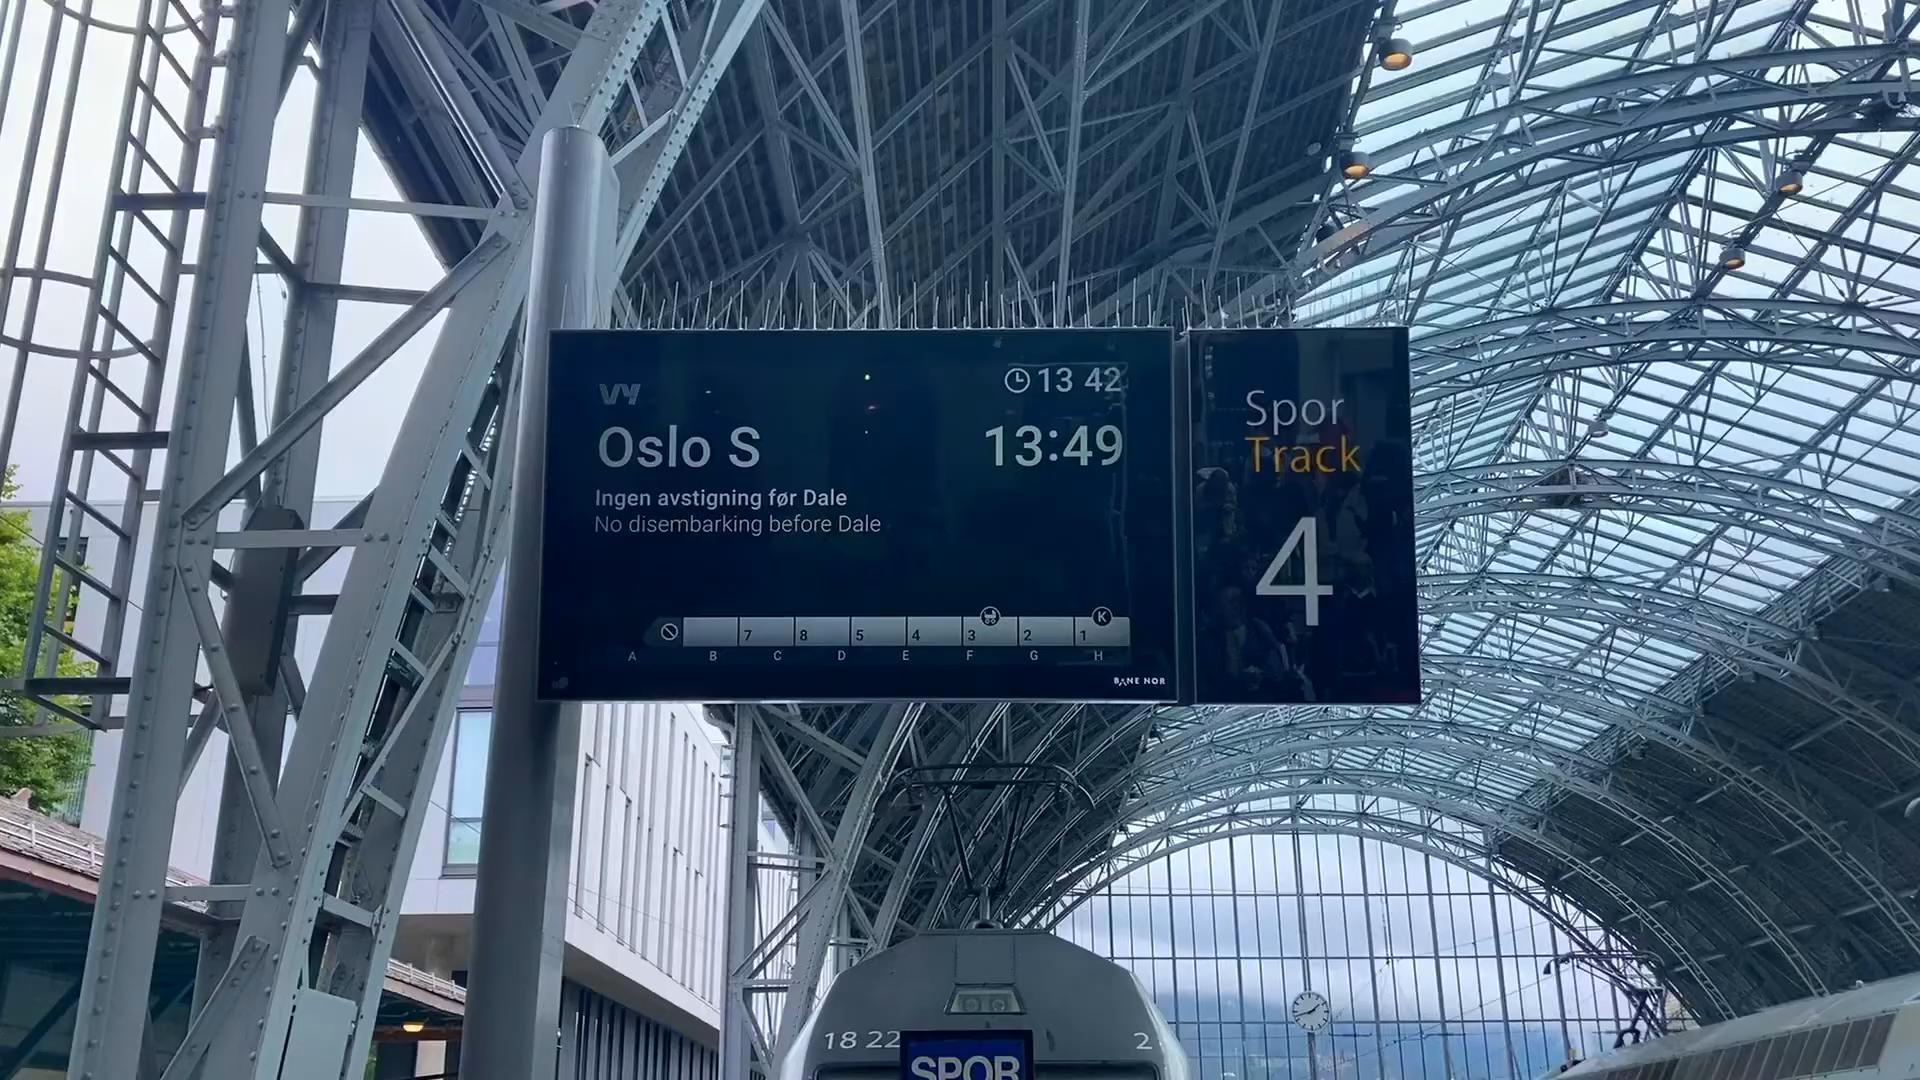 VY
13 42
Oslo S 13:49
Ingen avstigning før Dale
No disembarking before Dale
7 8 5 4 3 2 1
K
A B C D E F G H
BANE NOR
Spor
Track
4
18 22
2
SPOR